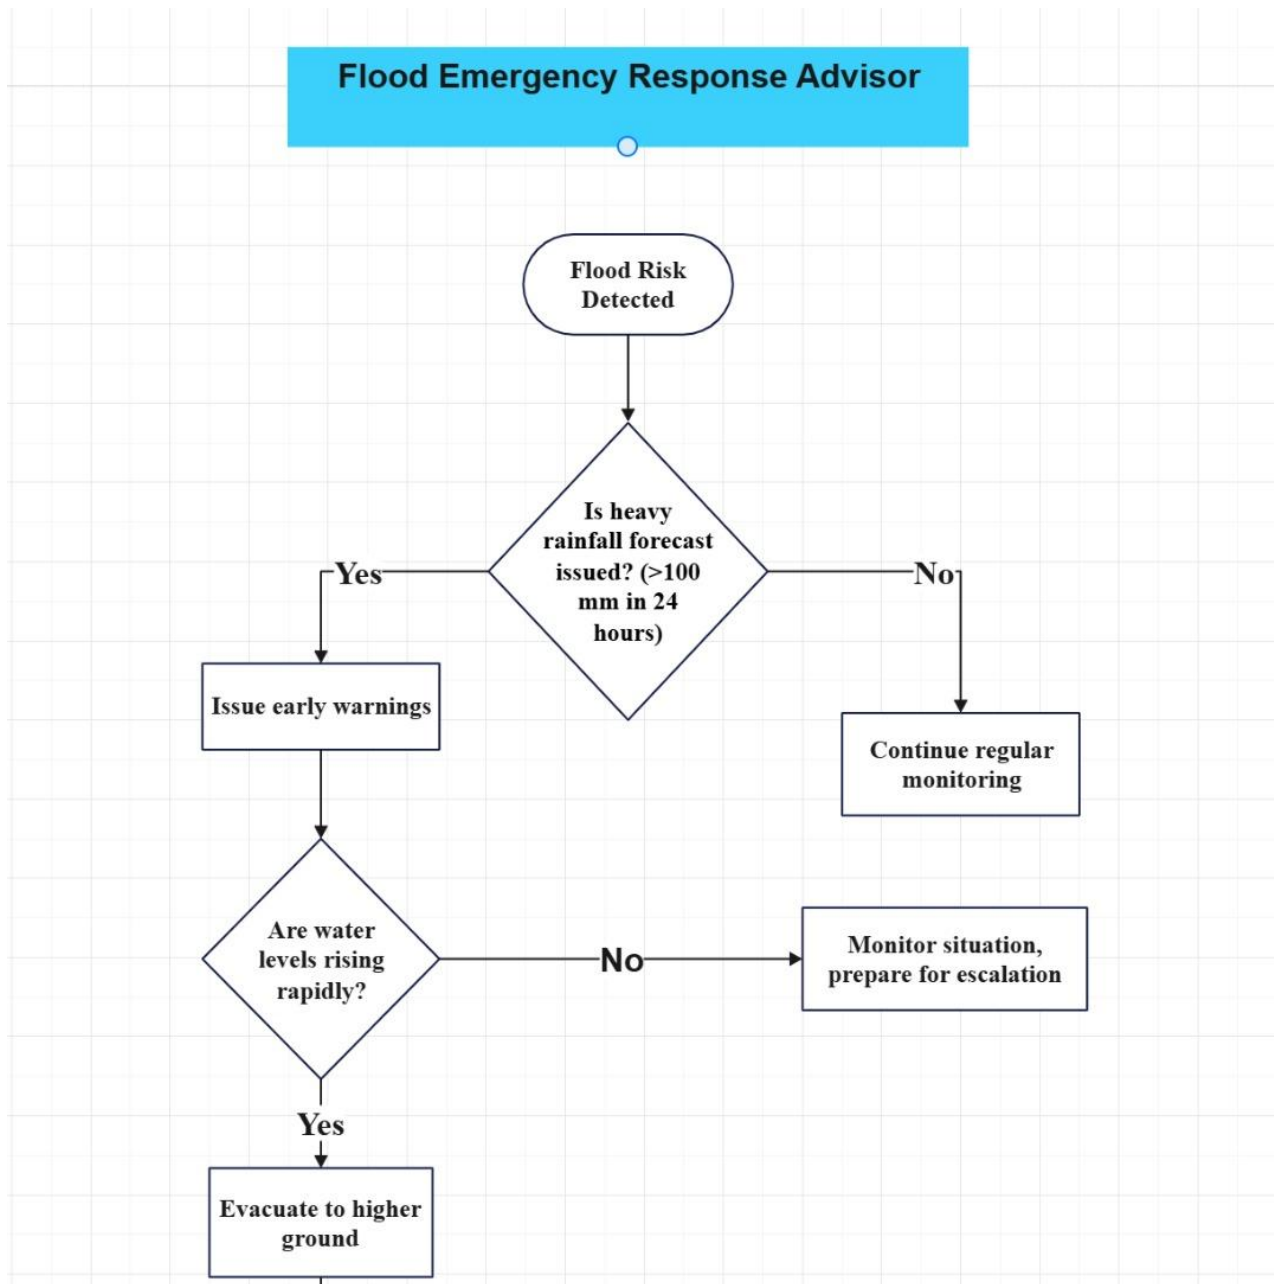 Flood Emergency Response Advisor
Flood Risk
Detected
Is heavy
rainfall forecast
issued? (>100
mm in 24
hours)
Yes
No
Issue early warnings
Continue regular
monitoring
Are water
levels rising
rapidly?
No
Monitor situation,
prepare for escalation
Yes
Evacuate to higher
ground